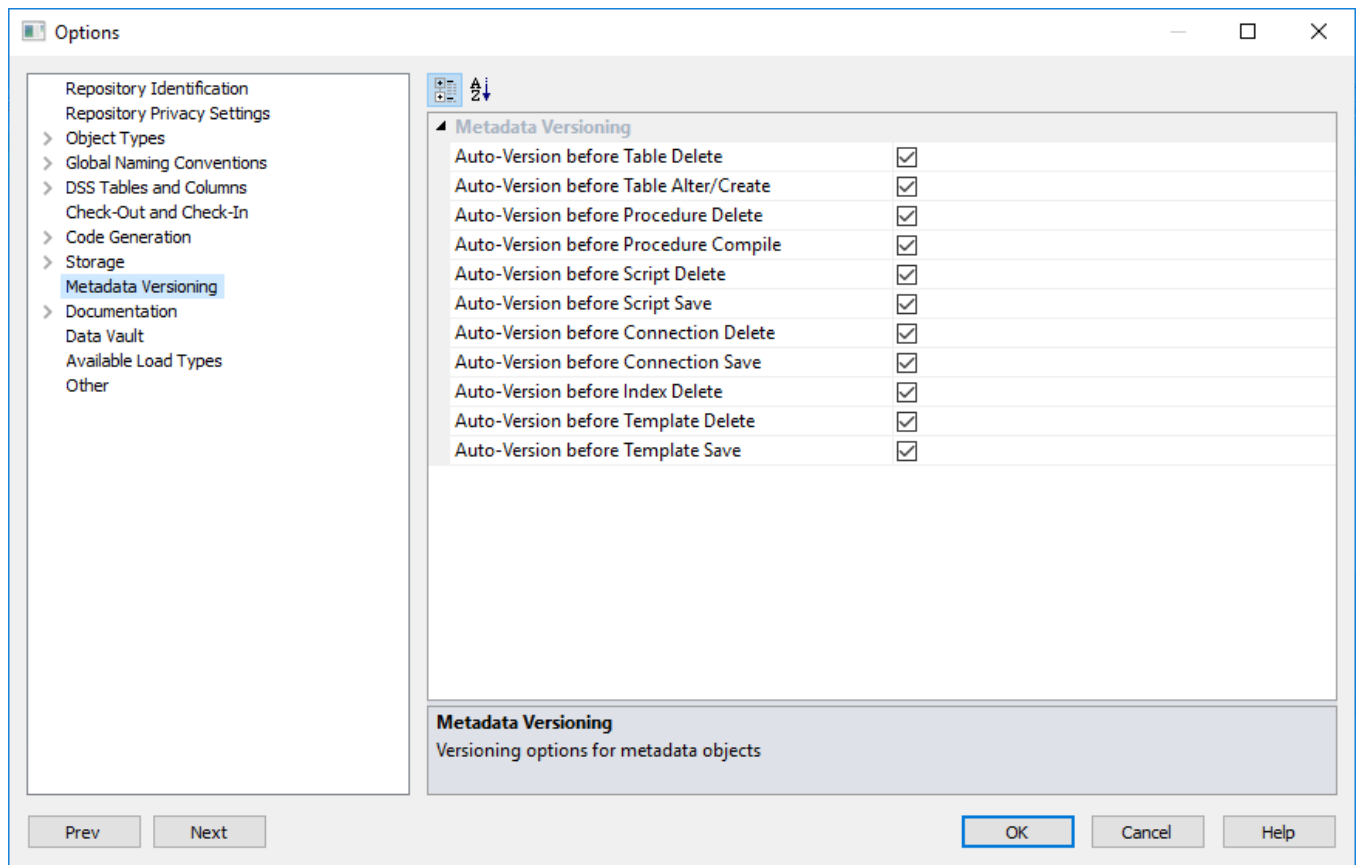 Options
Repository Identification
Repository Privacy Settings
Object Types
Global Naming Conventions
DSS Tables and Columns
Check-Out and Check-In
Code Generation
Storage
Metadata Versioning
Documentation
Data Vault
Available Load Types
Other
Metadata Versioning
Auto-Version before Table Delete
Auto-Version before Table Alter/Create
Auto-Version before Procedure Delete
Auto-Version before Procedure Compile
Auto-Version before Script Delete
Auto-Version before Script Save
Auto-Version before Connection Delete
Auto-Version before Connection Save
Auto-Version before Index Delete
Auto-Version before Template Delete
Auto-Version before Template Save
Metadata Versioning
Versioning options for metadata objects
Prev Next OK Cancel Help